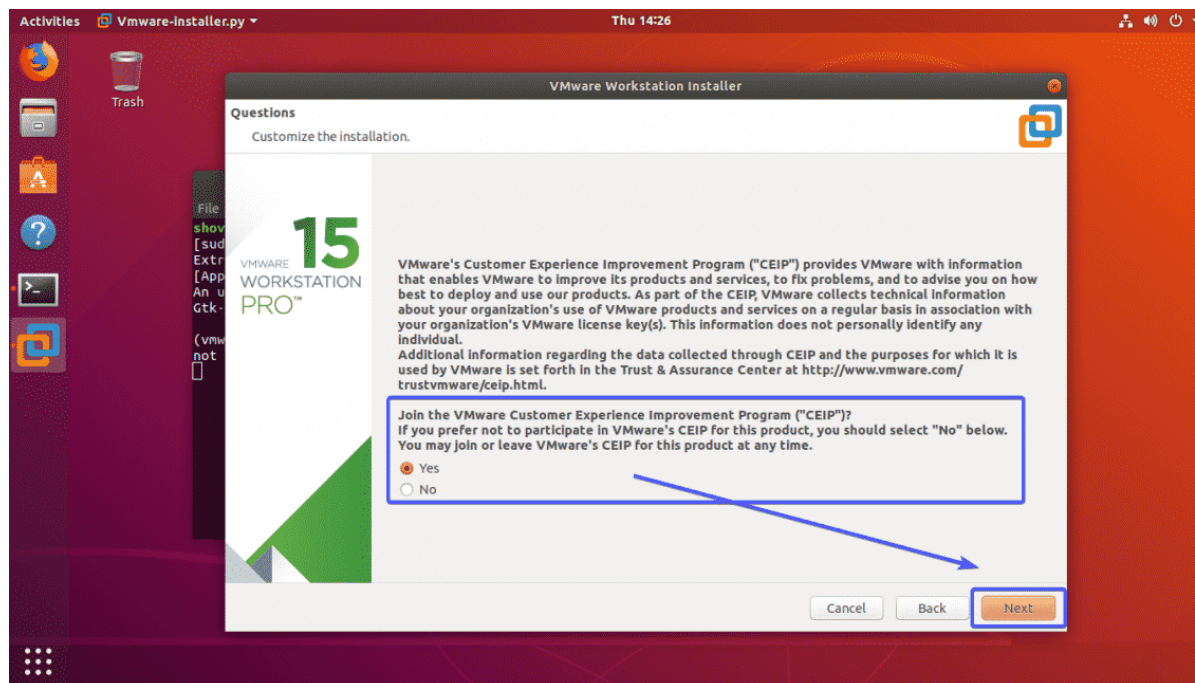 Activities Vmware-installer.py Thu 14:26
Trash
VMware Workstation Installer
Questions
Customize the installation.
File
shov
[sud
Extr
[App
An u
Gtk-
(vmw
not
15
VMWARE
WORKSTATION
PRO™
VMware's Customer Experience Improvement Program ("CEIP") provides VMware with information
that enables VMware to improve its products and services, to fix problems, and to advise you on how
best to deploy and use our products. As part of the CEIP, VMware collects technical information
about your organization's use of VMware products and services on a regular basis in association with
your organization's VMware license key(s). This information does not personally identify any
individual.
Additional information regarding the data collected through CEIP and the purposes for which it is
used by VMware is set forth in the Trust & Assurance Center at http://www.vmware.com/
trustvmware/ceip.html.
Join the VMware Customer Experience Improvement Program ("CEIP")?
If you prefer not to participate in VMware's CEIP for this product, you should select "No" below.
You may join or leave VMware's CEIP for this product at any time.
Yes
No
Cancel Back Next